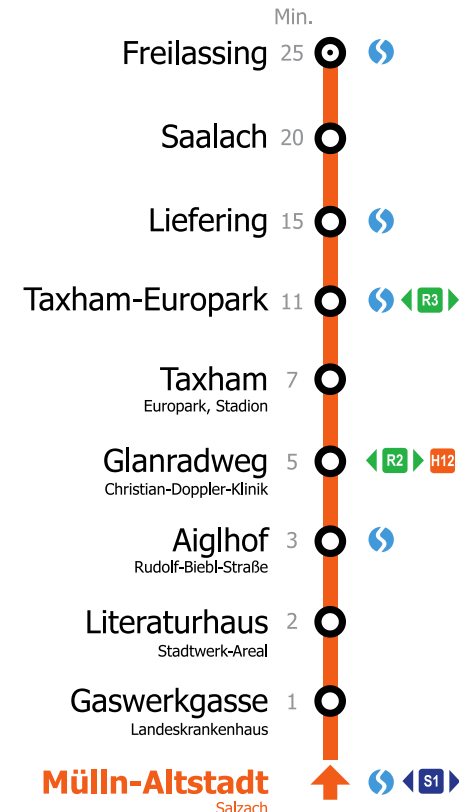 Min.
Freilassing 25
Saalach 20
Liefering 15
Taxham-Europark 11 R3
Taxham 7
Europark, Stadion
Glanradweg 5 R2 H12
Christian-Doppler-Klinik
Aiglhof 3
Rudolf-Biebl-Straße
Literaturhaus 2
Stadtwerk-Areal
Gaswerkgasse 1
Landeskrankenhaus
Mülln-Altstadt S1
Salzach